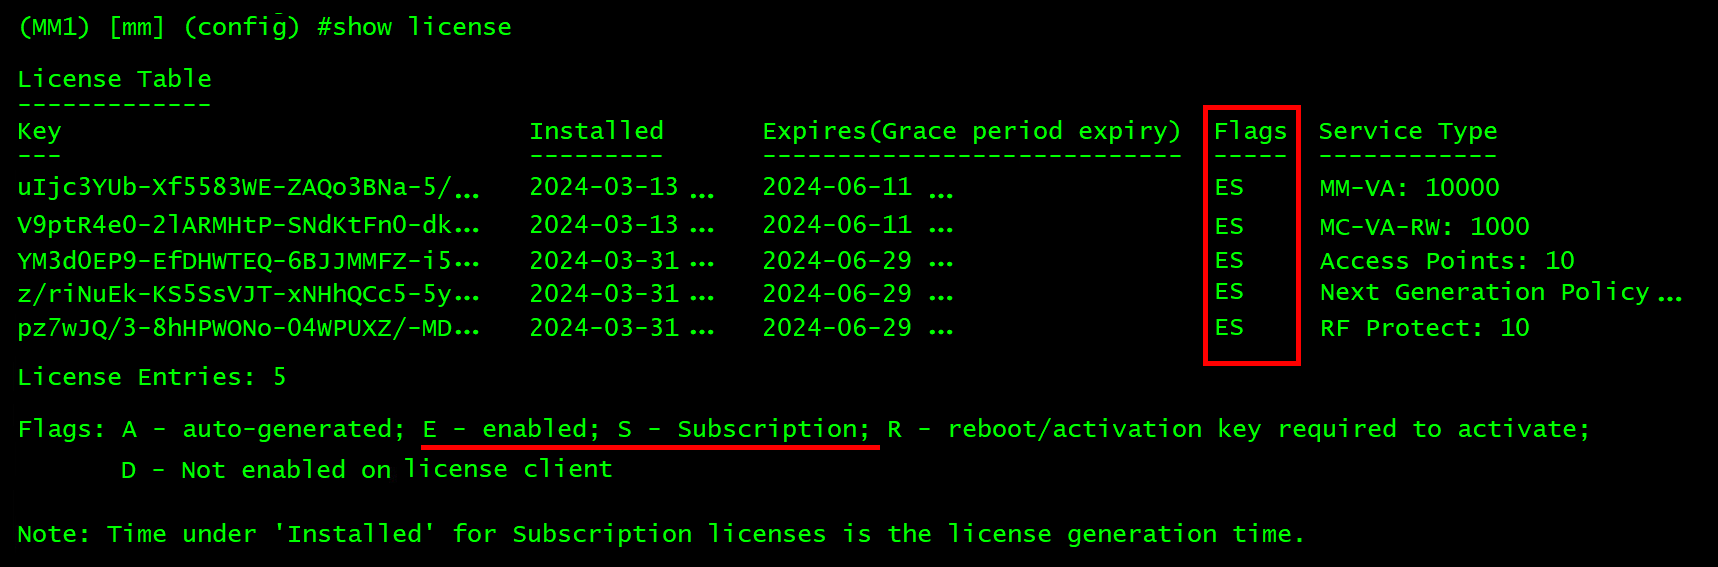 (MM1) [mm] (config) #show license
License Table
-------------
Key Installed Expires(Grace period expiry) Flags Service Type
--- --------- ---------------------------- ----- ------------
uIjc3YUb-Xf5583WE-ZAQo3BNa-5/... 2024-03-13 ... 2024-06-11 ... ES MM-VA: 10000
V9ptR4eO-2lARMHtP-SNdKtFnO-dk... 2024-03-13 ... 2024-06-11 ... ES MC-VA-RW: 1000
YM3dOEP9-EfDHWTEQ-6BJJMMFZ-i5... 2024-03-31 ... 2024-06-29 ... ES Access Points: 10
z/riNuEk-KS5SsVJT-xNHhQCc5-5y... 2024-03-31 ... 2024-06-29 ... ES Next Generation Policy ...
pz7wJQ/3-8hHPWONo-O4WPUXZ/-MD... 2024-03-31 ... 2024-06-29 ... ES RF Protect: 10
License Entries: 5
Flags: A - auto-generated; E - enabled; S - Subscription; R - reboot/activation key required to activate;
D - Not enabled on license client
Note: Time under 'Installed' for Subscription licenses is the license generation time.